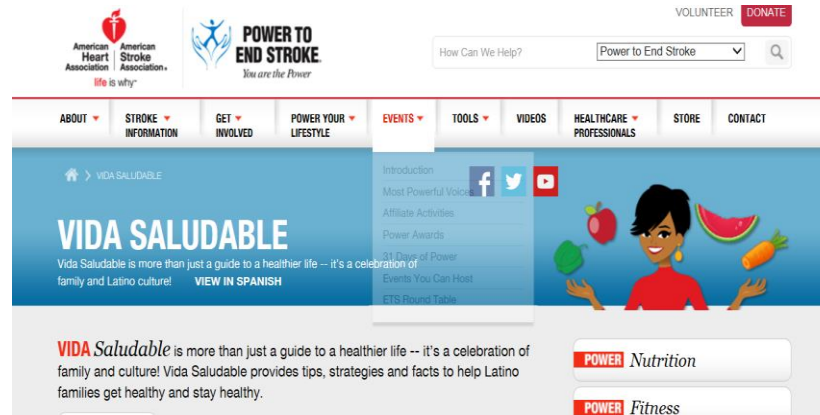 VOLUNTEER DONATE
American Heart Association
American Stroke Association®
life is why™
POWER TO
END STROKE.
You are the Power
How Can We Help?
Power to End Stroke
ABOUT
STROKE INFORMATION
GET INVOLVED
POWER YOUR LIFESTYLE
EVENTS
TOOLS
VIDEOS
HEALTHCARE PROFESSIONALS
STORE
CONTACT
Introduction
Most Powerful Voices
Affiliate Activities
Power Awards
31 Days of Power
Events You Can Host
ETS Round Table
> VIDA SALUDABLE
VIDA SALUDABLE
Vida Saludable is more than just a guide to a healthier life -- it's a celebration of
family and Latino culture! VIEW IN SPANISH
VIDA Saludable is more than just a guide to a healthier life -- it's a celebration of
family and culture! Vida Saludable provides tips, strategies and facts to help Latino
families get healthy and stay healthy.
POWER Nutrition
POWER Fitness